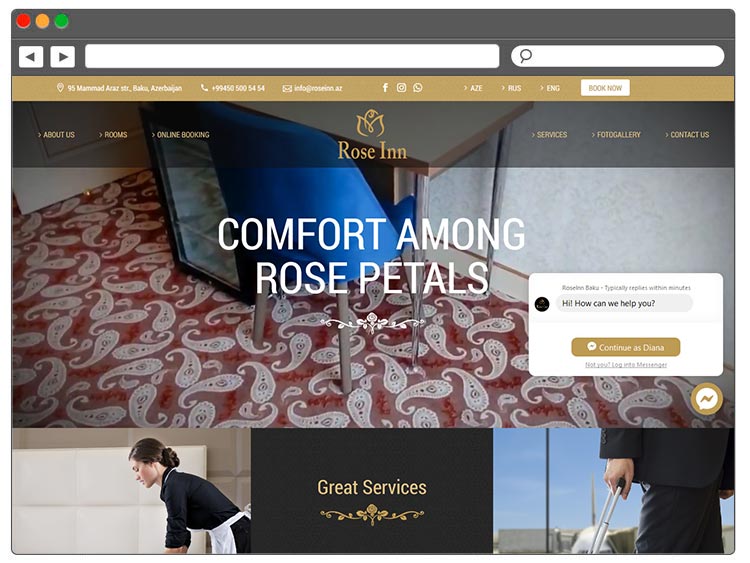 95 Mammad Araz str., Baku, Azerbaijan +99450 500 54 54 info@roseinn.az > AZE > RUS > ENG BOOK NOW
> ABOUT US > ROOMS > ONLINE BOOKING Rose Inn > SERVICES > FOTOGALLERY > CONTACT US
COMFORT AMONG
ROSE PETALS
RoseInn Baku • Typically replies within minutes
Hi! How can we help you?
Continue as Diana
Not you? Log into Messenger
Great Services